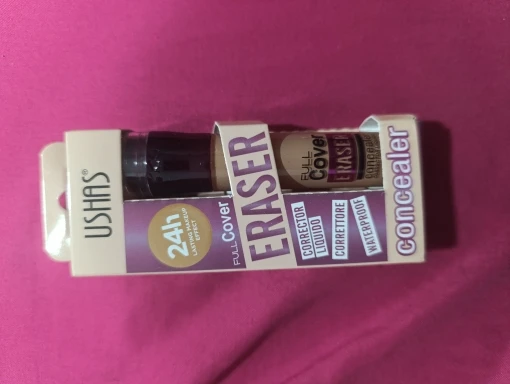 USHAS®
24h
LASTING MAKEUP
EFFECT
FULL Cover
ERASER
CORRECTOR
LIQUIDO
CORRETTORE
WATERPROOF
concealer
FULL
Cover
ERASER